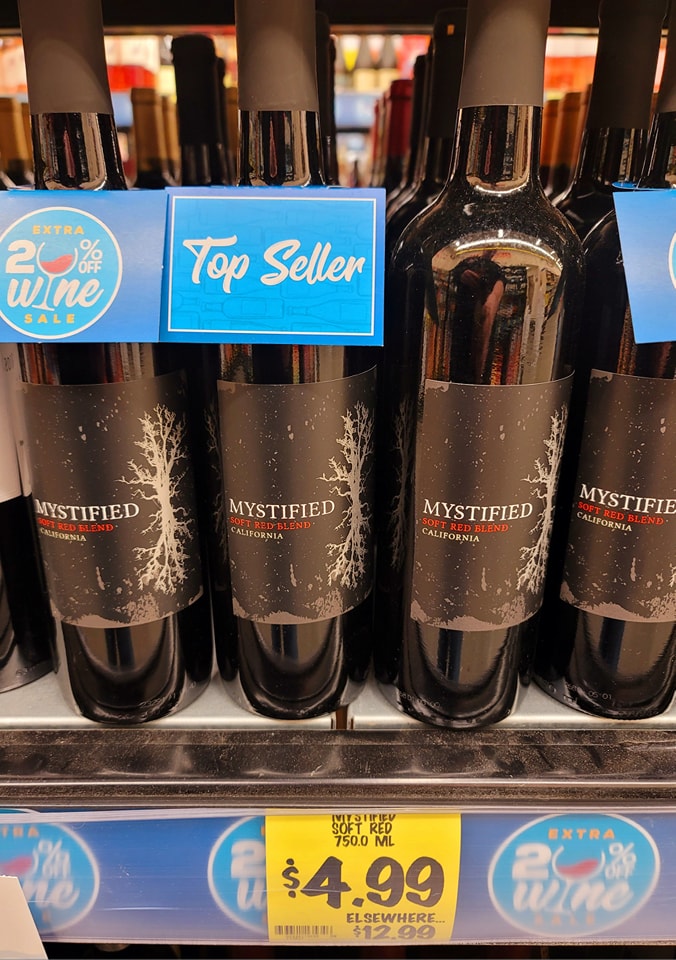 EXTRA
20% OFF
wine
SALE
Top Seller
MYSTIFIED
SOFT RED BLEND
CALIFORNIA
MYSTIFIED
SOFT RED BLEND
CALIFORNIA
MYSTIFIED
SOFT RED BLEND
CALIFORNIA
MYSTIFIE
SOFT RED BLEND
CALIFORNIA
MYSTIFIED
SOFT RED
750.0 ML
$4.99
ELSEWHERE...
$12.99
EXTRA
20% OFF
wine
SALE